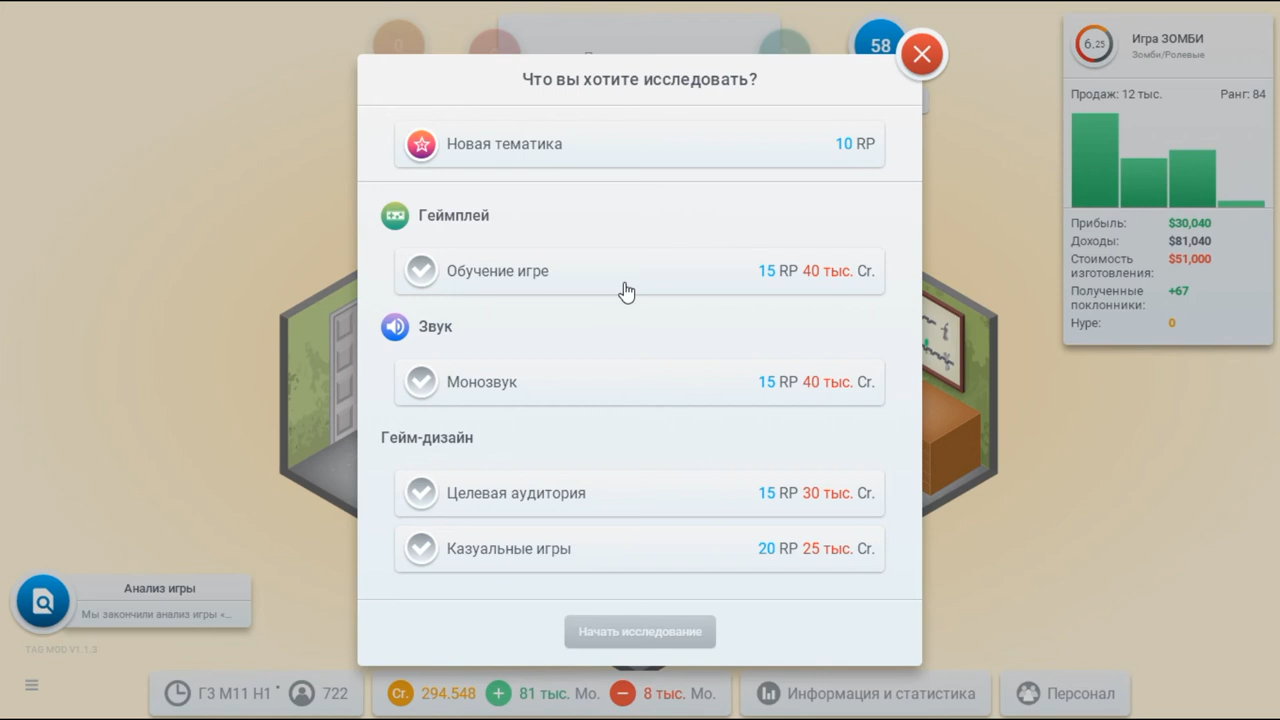 58
Что вы хотите исследовать?
Новая тематика 10 RP
Геймплей
Обучение игре 15 RP 40 тыс. Cr.
Звук
Монозвук 15 RP 40 тыс. Cr.
Гейм-дизайн
Целевая аудитория 15 RP 30 тыс. Cr.
Казуальные игры 20 RP 25 тыс. Cr.
Начать исследование
6,25 Игра ЗОМБИ
Зомби/Ролевые
Продаж: 12 тыс. Ранг: 84
Прибыль: $30,040
Доходы: $81,040
Стоимость $51,000
изготовления:
Полученные +67
поклонники:
Hype: 0
Анализ игры
Мы закончили анализ игры «...
TAG MOD V1.1.3
Г3 М11 Н1 722 Cr. 294.548 81 тыс. Мо. 8 тыс. Мо. Информация и статистика Персонал